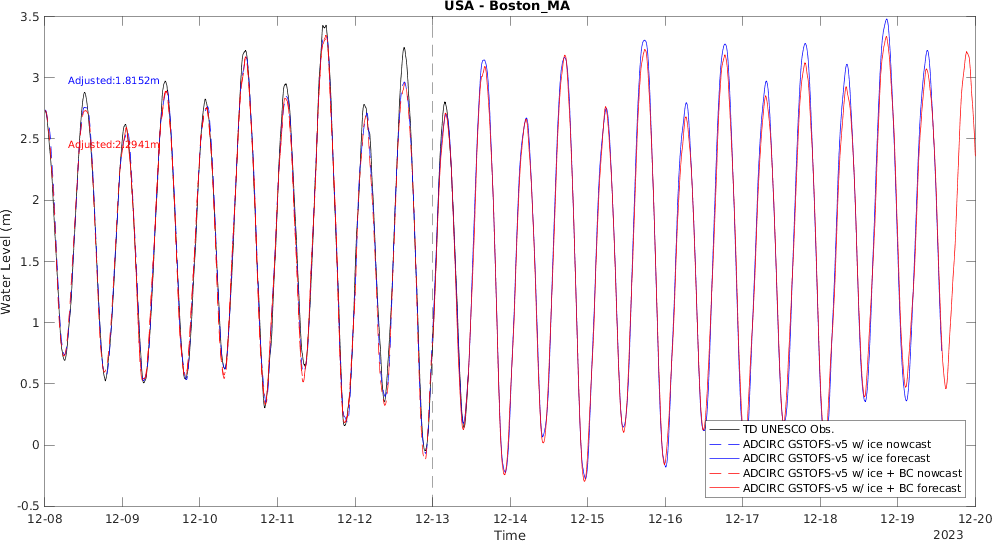 USA - Boston_MA
3.5
3
2.5
2
1.5
1
0.5
0
-0.5
Water Level (m)
Adjusted:1.8152m
Adjusted:2.2941m
TD UNESCO Obs.
ADCIRC GSTOFS-v5 w/ ice nowcast
ADCIRC GSTOFS-v5 w/ ice forecast
ADCIRC GSTOFS-v5 w/ ice + BC nowcast
ADCIRC GSTOFS-v5 w/ ice + BC forecast
12-08 12-09 12-10 12-11 12-12 12-13 12-14 12-15 12-16 12-17 12-18 12-19 12-20
Time
2023